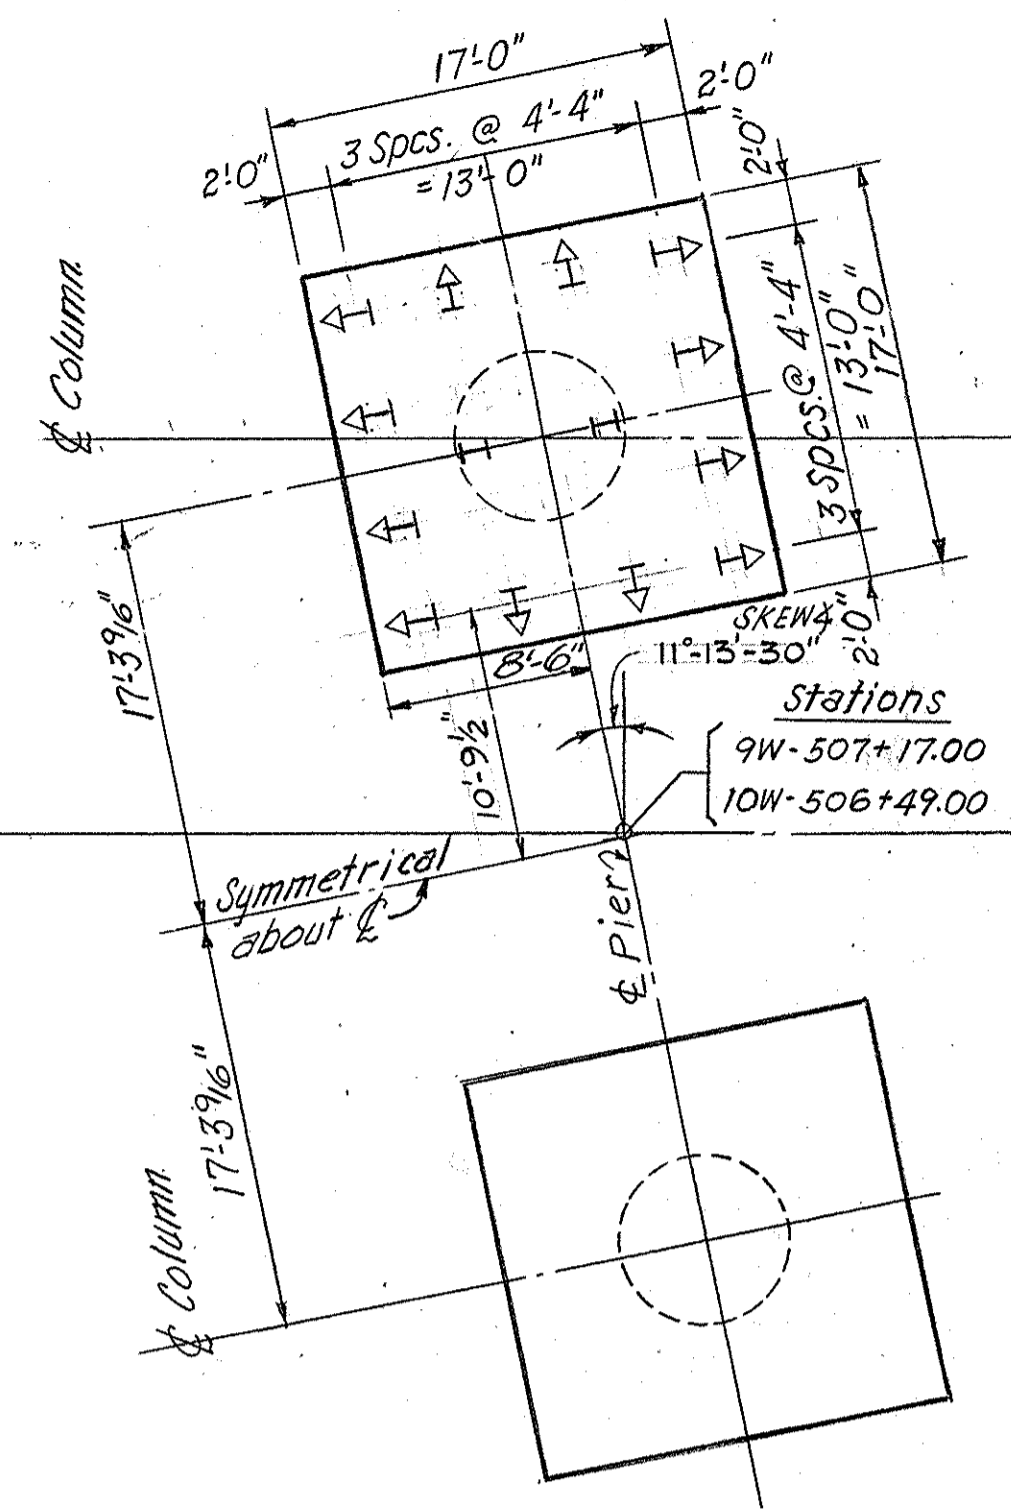 17'-0"
2'-0"
3 Spcs. @ 4'-4"
= 13'-0"
2'-0"
2'-0"
3 Spcs. @ 4'-4"
= 13'-0"
17'-0"
2'-0"
℄ Column
17'-3 9/16"
8'-6"
10'-9½"
SKEW ∡
11°-13'-30"
Stations
9W-507+17.00
10W-506+49.00
Symmetrical
about ℄
℄ Pier
17'-3 9/16"
℄ Column